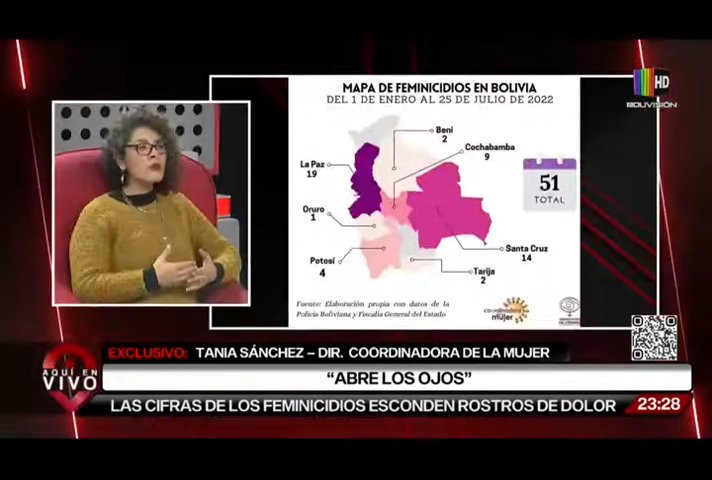 HD
BOLIVISIÓN
MAPA DE FEMINICIDIOS EN BOLIVIA
DEL 1 DE ENERO AL 25 DE JULIO DE 2022
Beni
2
Cochabamba
9
La Paz
19
51
TOTAL
Oruro
1
Santa Cruz
14
Potosí
4
Tarija
2
Fuente: Elaboración propia con datos de la
Policía Boliviana y Fiscalía General del Estado
coordinadora
mujer
EXCLUSIVO: TANIA SÁNCHEZ – DIR. COORDINADORA DE LA MUJER
AQUÍ EN
VIVO
“ABRE LOS OJOS”
LAS CIFRAS DE LOS FEMINICIDIOS ESCONDEN ROSTROS DE DOLOR
23:28